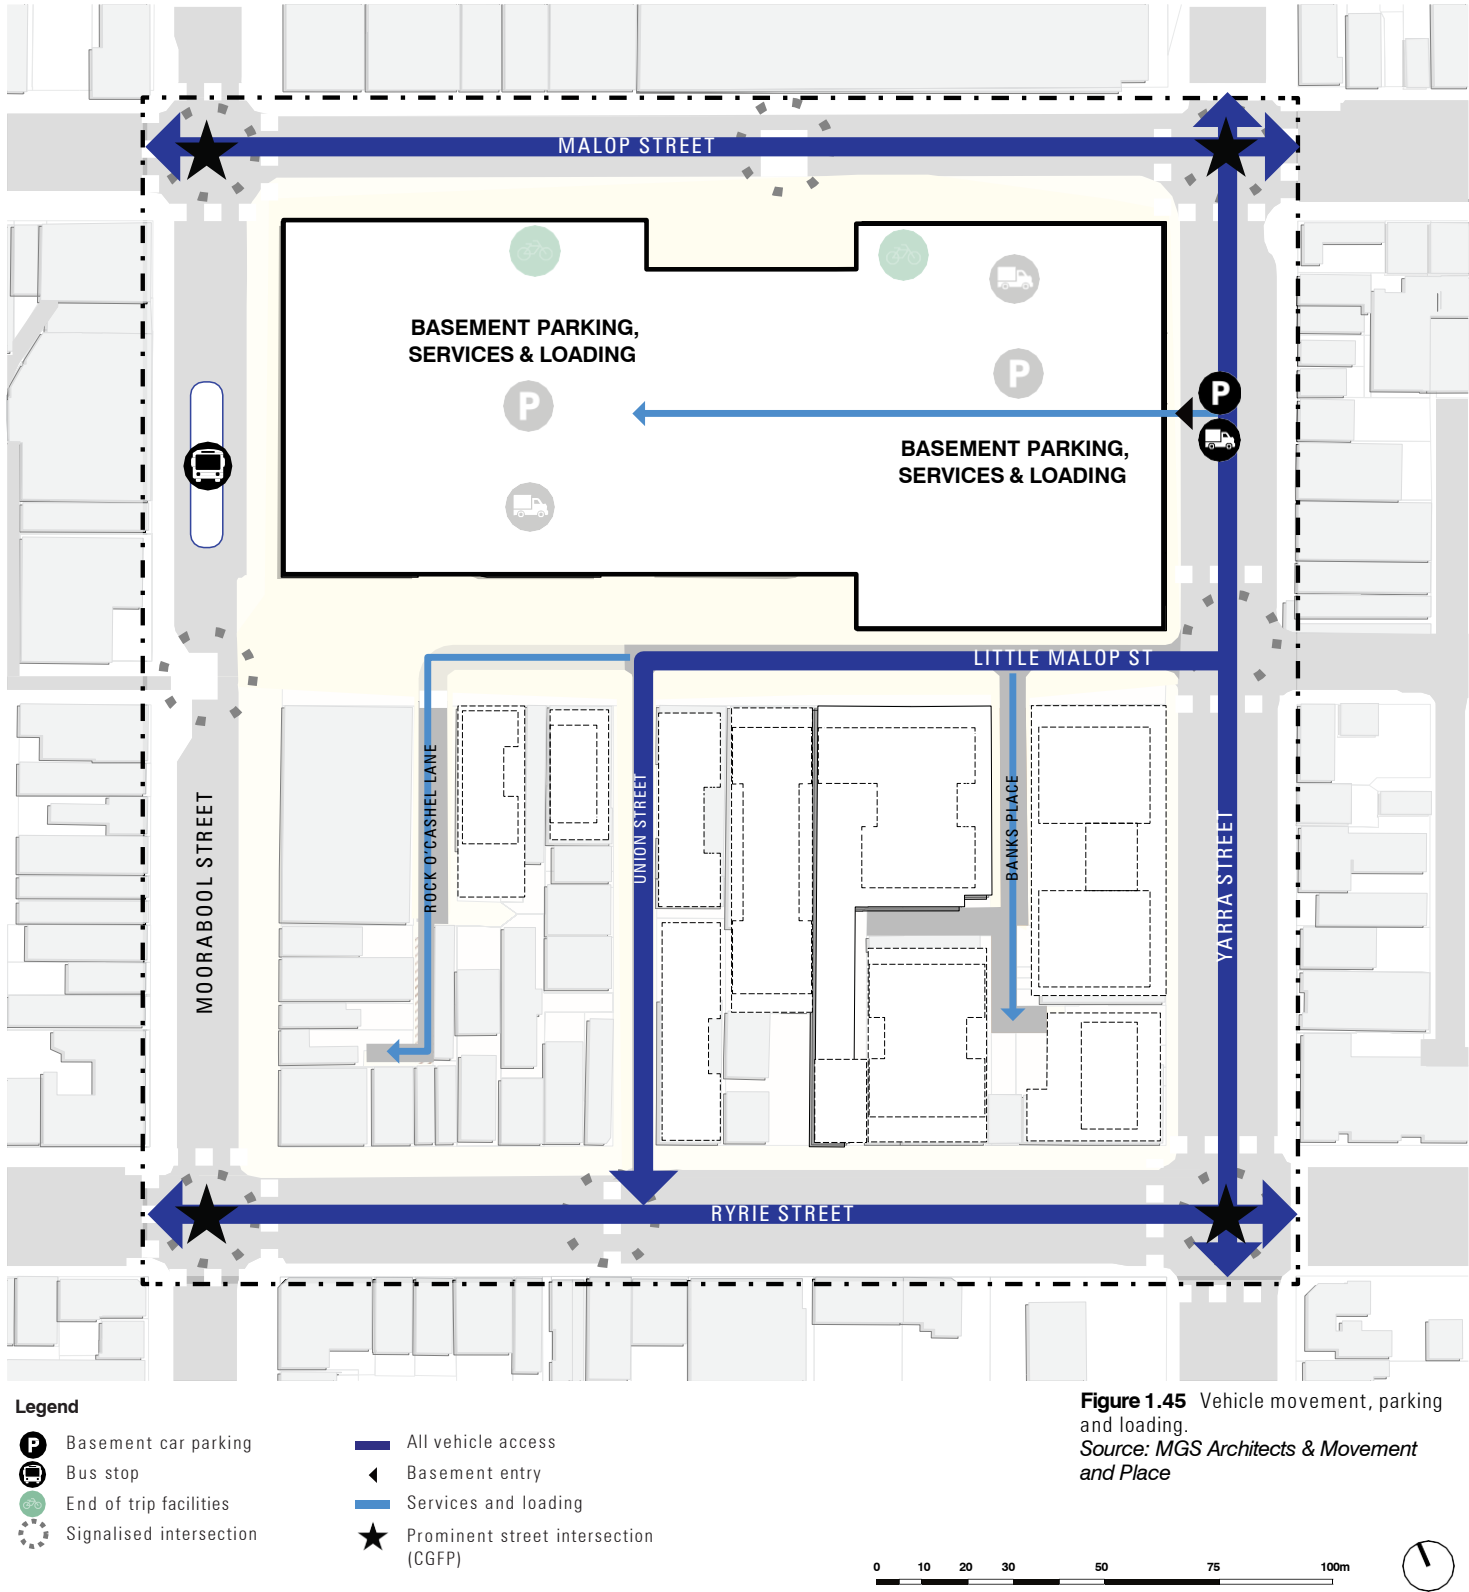 MALOP STREET
BASEMENT PARKING,
SERVICES & LOADING
P
P
P
BASEMENT PARKING,
SERVICES & LOADING
LITTLE MALOP ST
ROCK O'CASHEL LANE
UNION STREET
BANKS PLACE
MOORABOOL STREET
YARRA STREET
RYRIE STREET
Legend
P Basement car parking
Bus stop
End of trip facilities
Signalised intersection
All vehicle access
Basement entry
Services and loading
Prominent street intersection
(CGFP)
Figure 1.45 Vehicle movement, parking
and loading.
Source: MGS Architects & Movement
and Place
0 10 20 30 50 75 100m